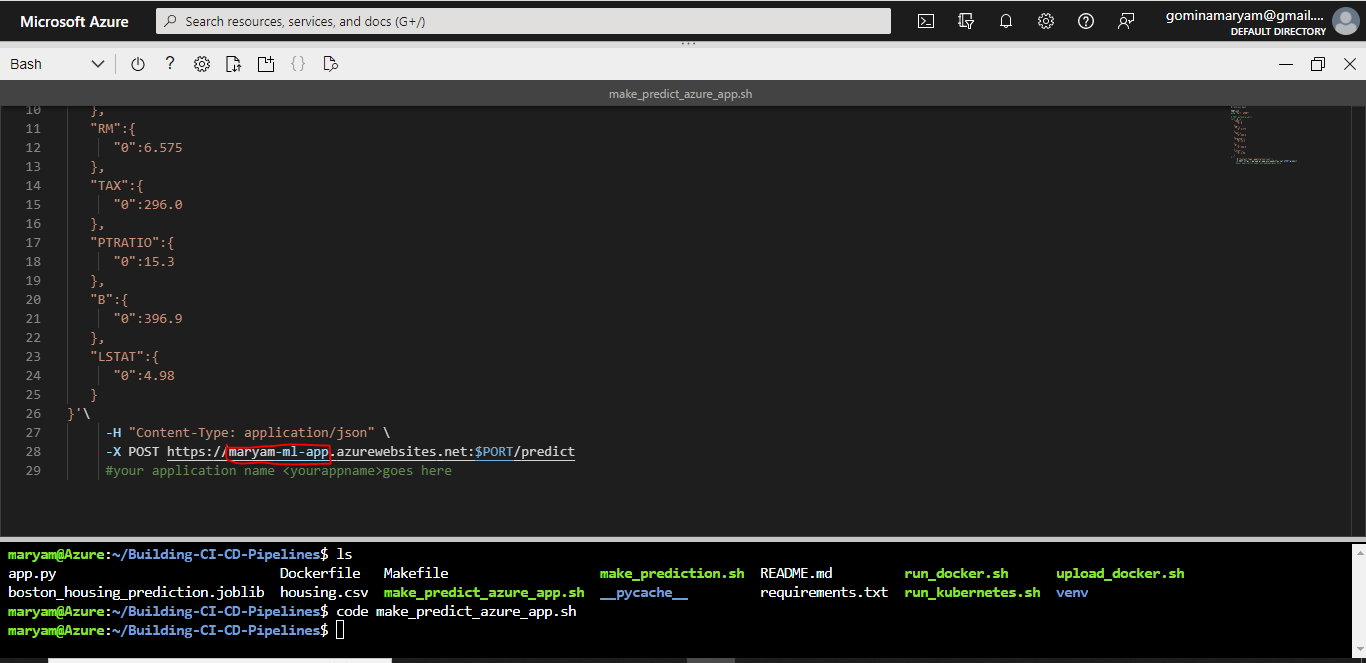 Microsoft Azure
Search resources, services, and docs (G+/)
gominamaryam@gmail....
DEFAULT DIRECTORY
Bash
make_predict_azure_app.sh
10 },
11 "RM":{
12 "0":6.575
13 },
14 "TAX":{
15 "0":296.0
16 },
17 "PTRATIO":{
18 "0":15.3
19 },
20 "B":{
21 "0":396.9
22 },
23 "LSTAT":{
24 "0":4.98
25 }
26 }'\
27 -H "Content-Type: application/json" \
28 -X POST https://maryam-ml-app.azurewebsites.net:$PORT/predict
29 #your application name <yourappname>goes here
maryam@Azure:~/Building-CI-CD-Pipelines$ ls
app.py Dockerfile Makefile make_prediction.sh README.md run_docker.sh upload_docker.sh
boston_housing_prediction.joblib housing.csv make_predict_azure_app.sh __pycache__ requirements.txt run_kubernetes.sh venv
maryam@Azure:~/Building-CI-CD-Pipelines$ code make_predict_azure_app.sh
maryam@Azure:~/Building-CI-CD-Pipelines$